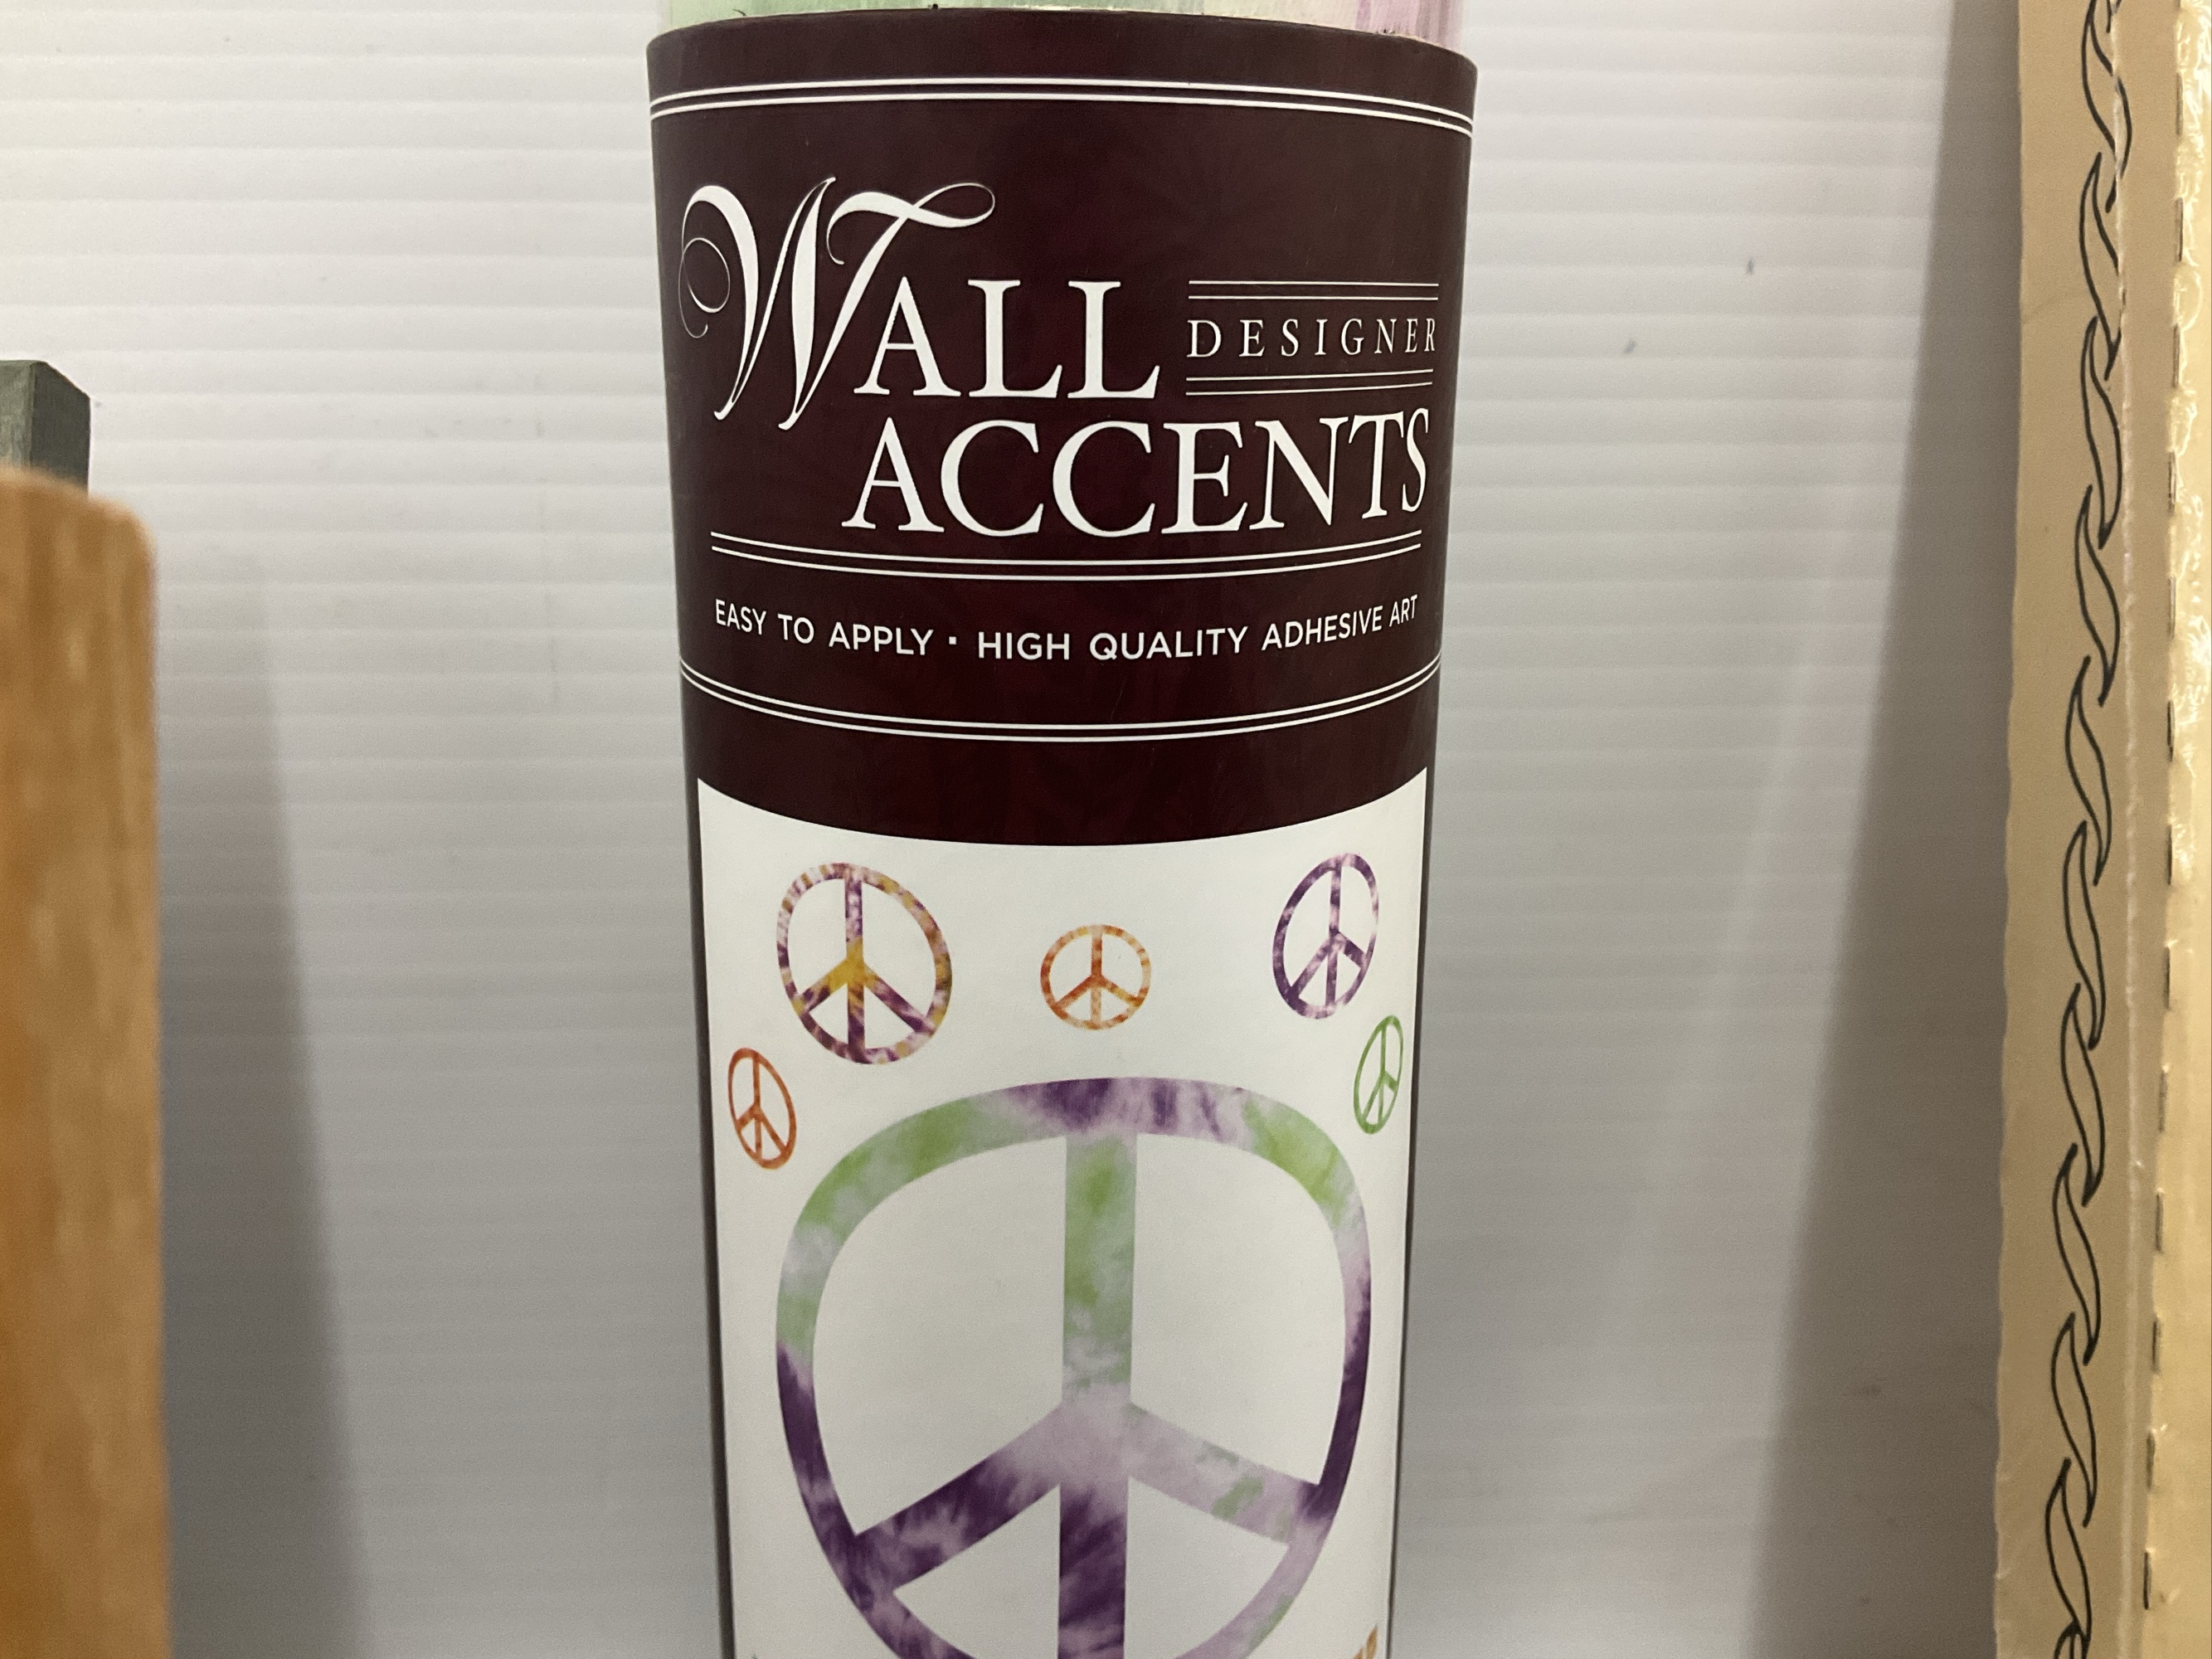 WALL DESIGNER
ACCENTS
EASY TO APPLY · HIGH QUALITY ADHESIVE ART